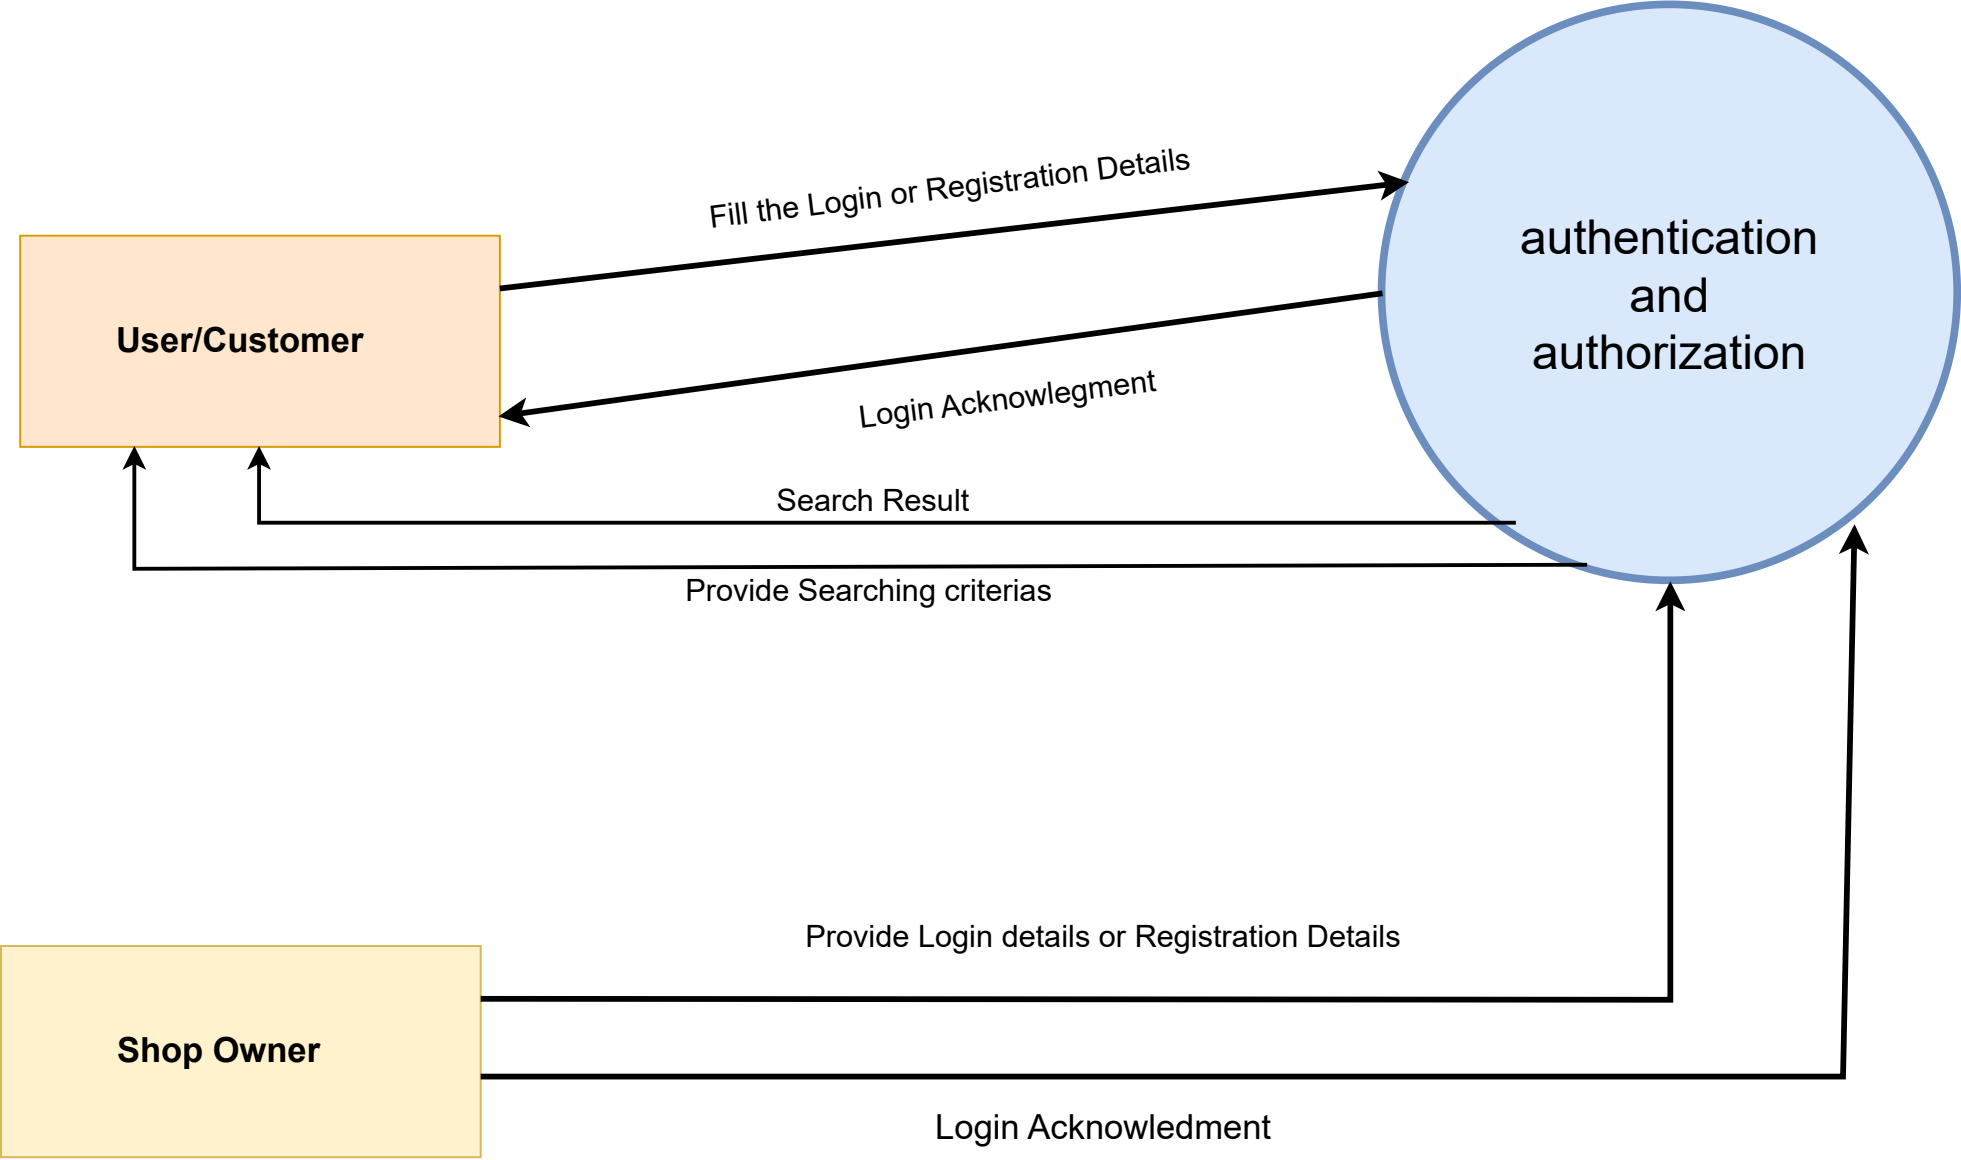 Fill the Login or Registration Details
authentication
and
authorization
User/Customer
Login Acknowlegment
Search Result
Provide Searching criterias
Provide Login details or Registration Details
Shop Owner
Login Acknowledment